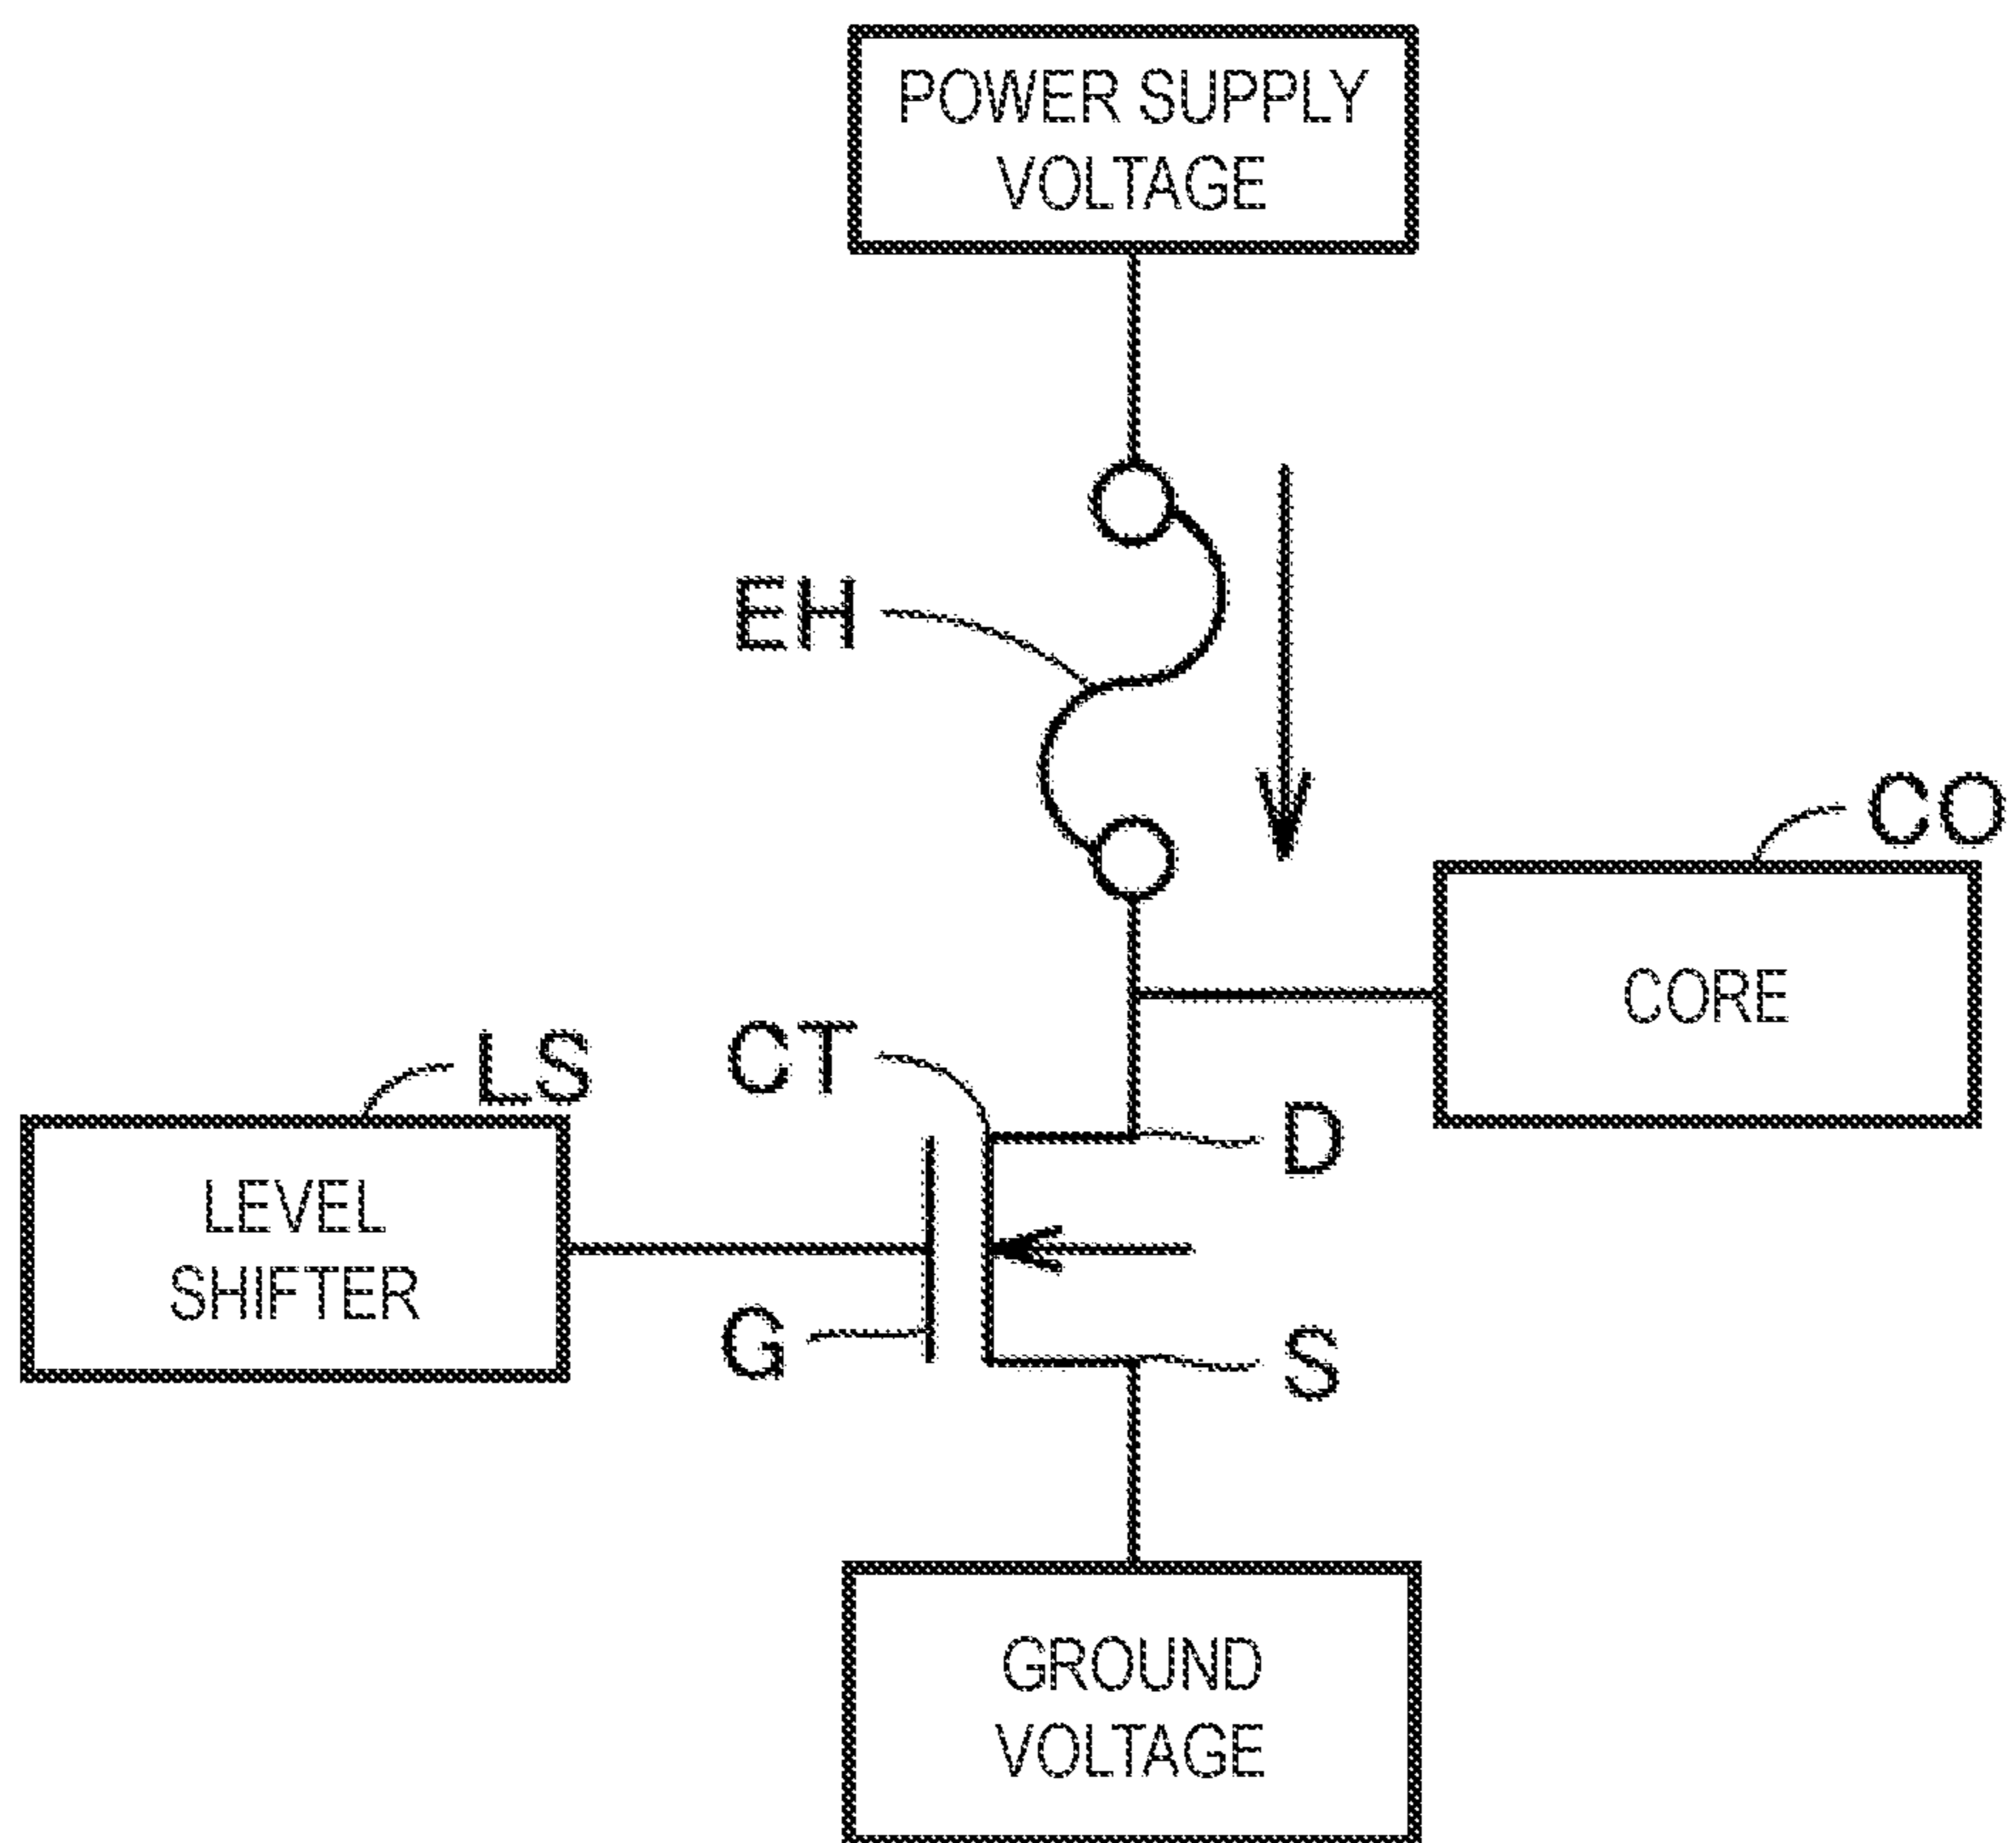 POWER SUPPLY
VOLTAGE
EH
CO
CORE
LS
CT
D
LEVEL
SHIFTER
G
S
GROUND
VOLTAGE